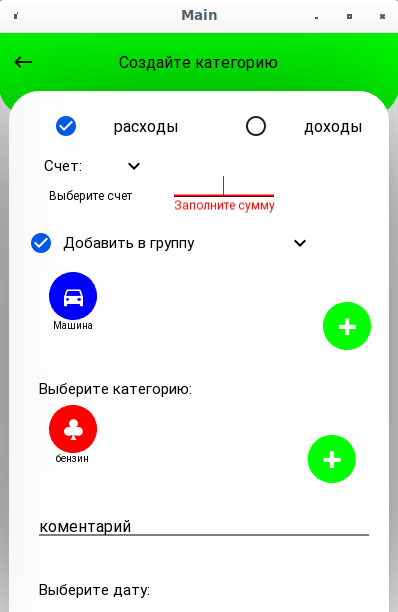 Main
Создайте категорию
расходы доходы
Счет:
Выберите счет
Заполните сумму
Добавить в группу
Машина
Выберите категорию:
бензин
коментарий
Выберите дату: